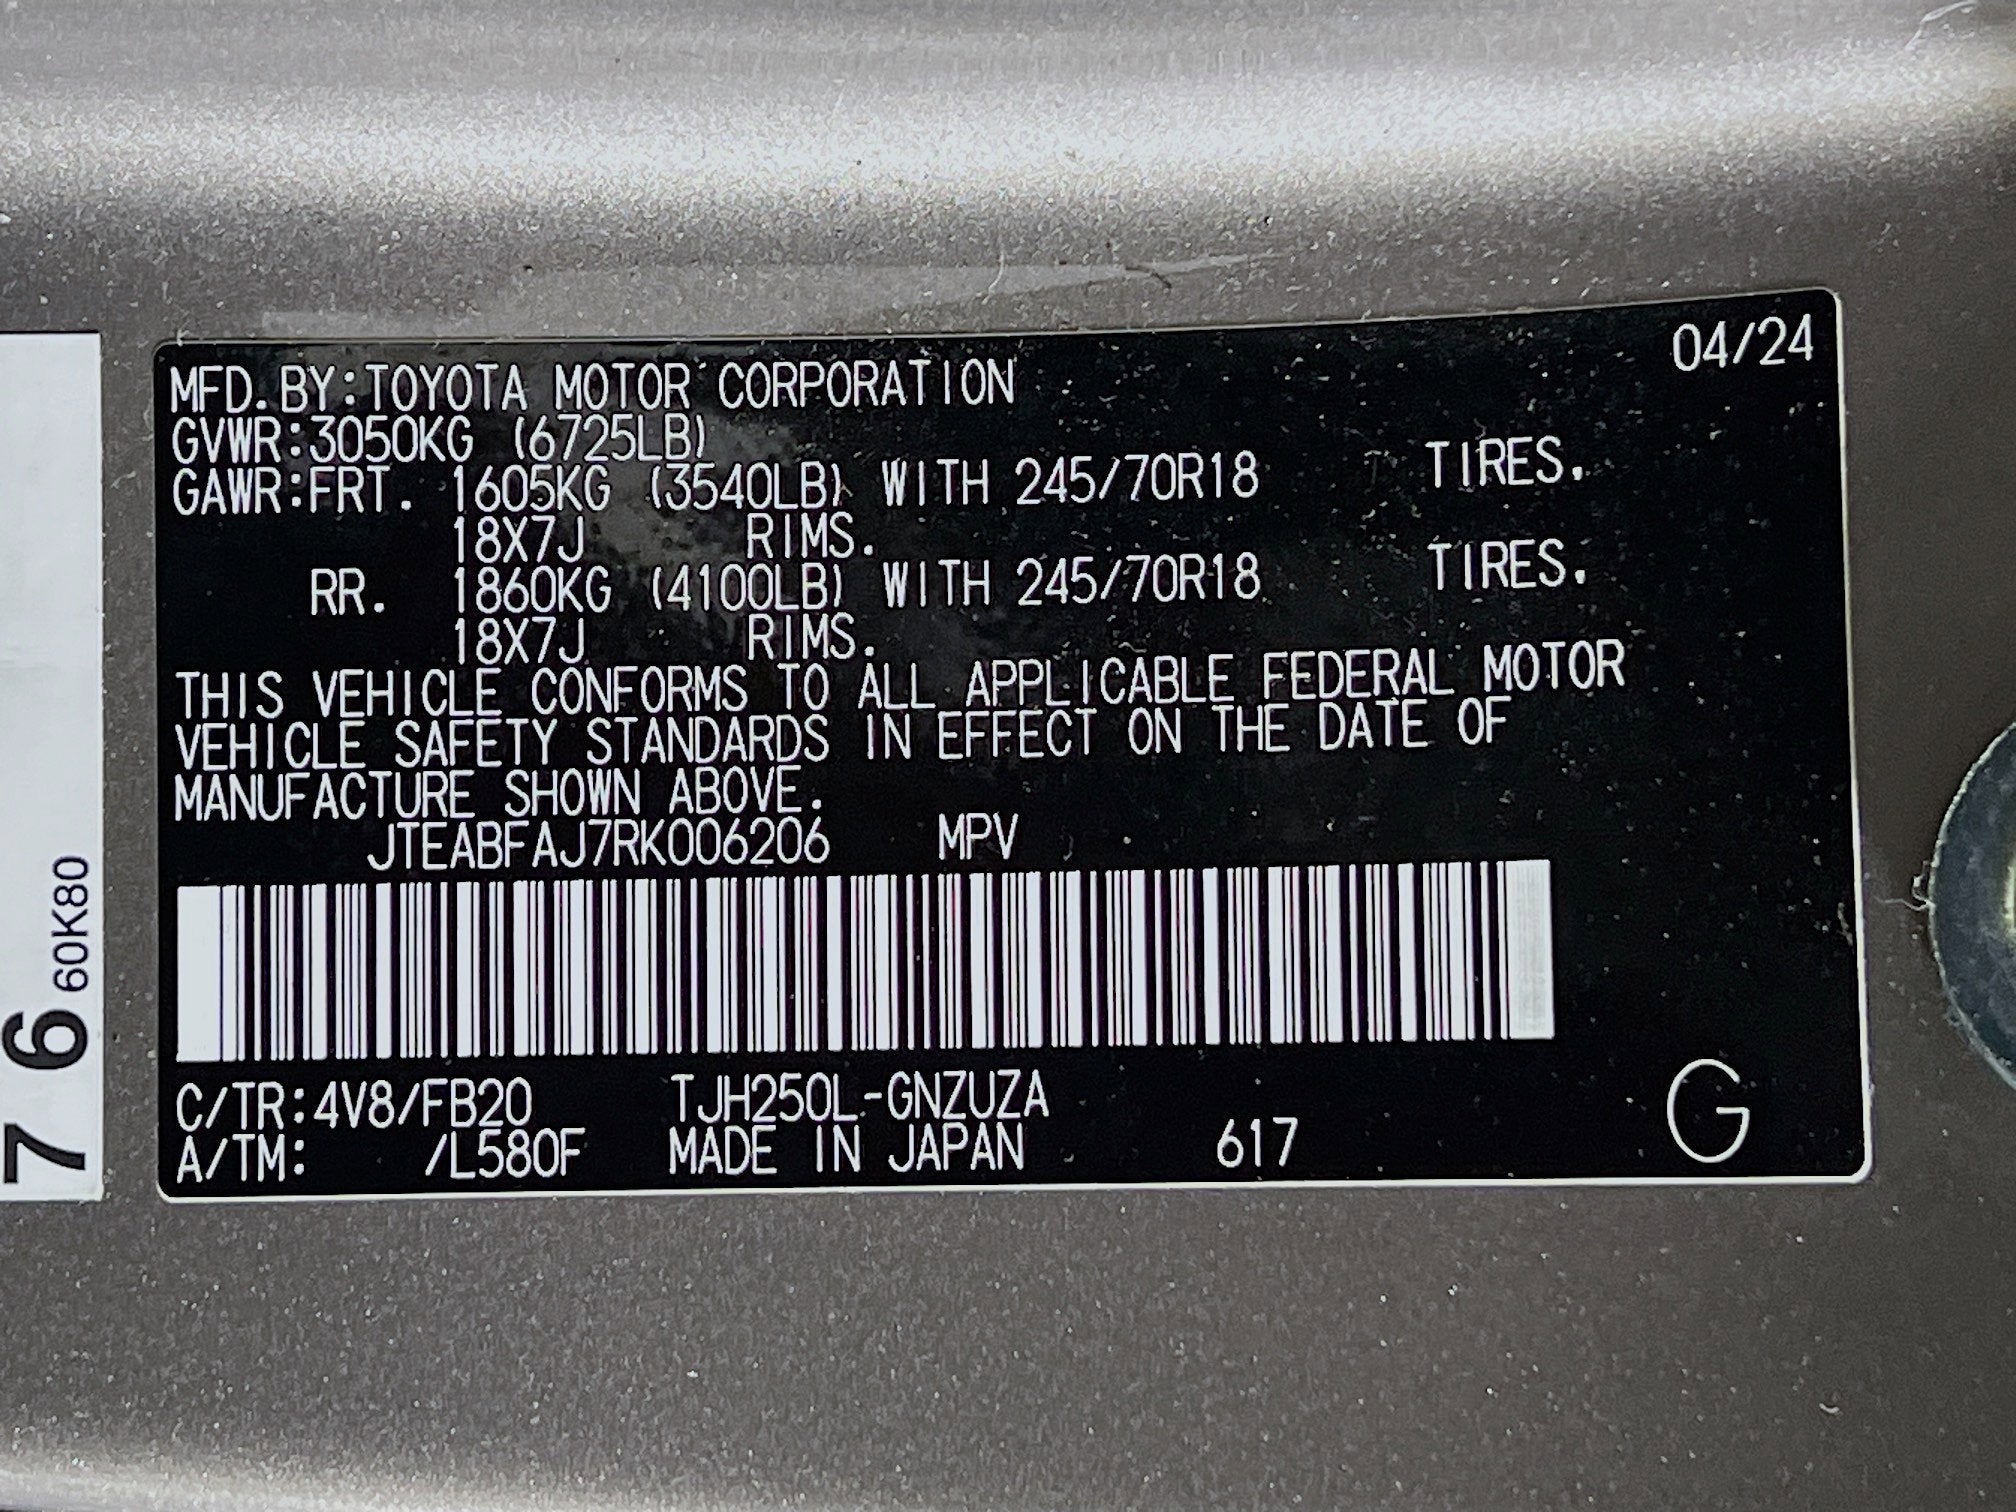 04/24
MFD. BY:TOYOTA MOTOR CORPORATION
GVWR:3050KG (6725LB)
GAWR:FRT. 1605KG (3540LB) WITH 245/70R18 TIRES.
18X7J RIMS.
RR. 1860KG (4100LB) WITH 245/70R18 TIRES.
18X7J RIMS.
THIS VEHICLE CONFORMS TO ALL APPLICABLE FEDERAL MOTOR
VEHICLE SAFETY STANDARDS IN EFFECT ON THE DATE OF
MANUFACTURE SHOWN ABOVE.
JTEABFAJ7RK006206 MPV
C/TR:4V8/FB20 TJH250L-GNZUZA
A/TM: /L580F MADE IN JAPAN 617 G
7 6 60K80